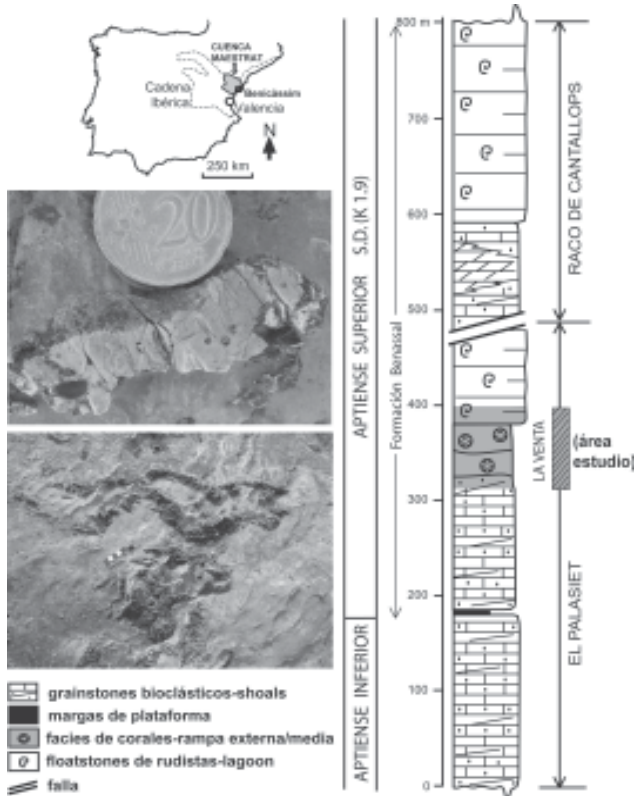 CUENCA
MAESTRAT
Cadena
Ibérica
Benicàssim
Valencia
N
250 km
20
grainstones bioclásticos-shoals
margas de plataforma
facies de corales-rampa externa/media
floatstones de rudistas-lagoon
falla
APTIENSE SUPERIOR S.D. (K 1.9)
APTIENSE INFERIOR
Formación Benassal
800 m
700
600
500
400
300
200
100
0
LA VENTA
(área
estudio)
RACO DE CANTALLOPS
EL PALASIET